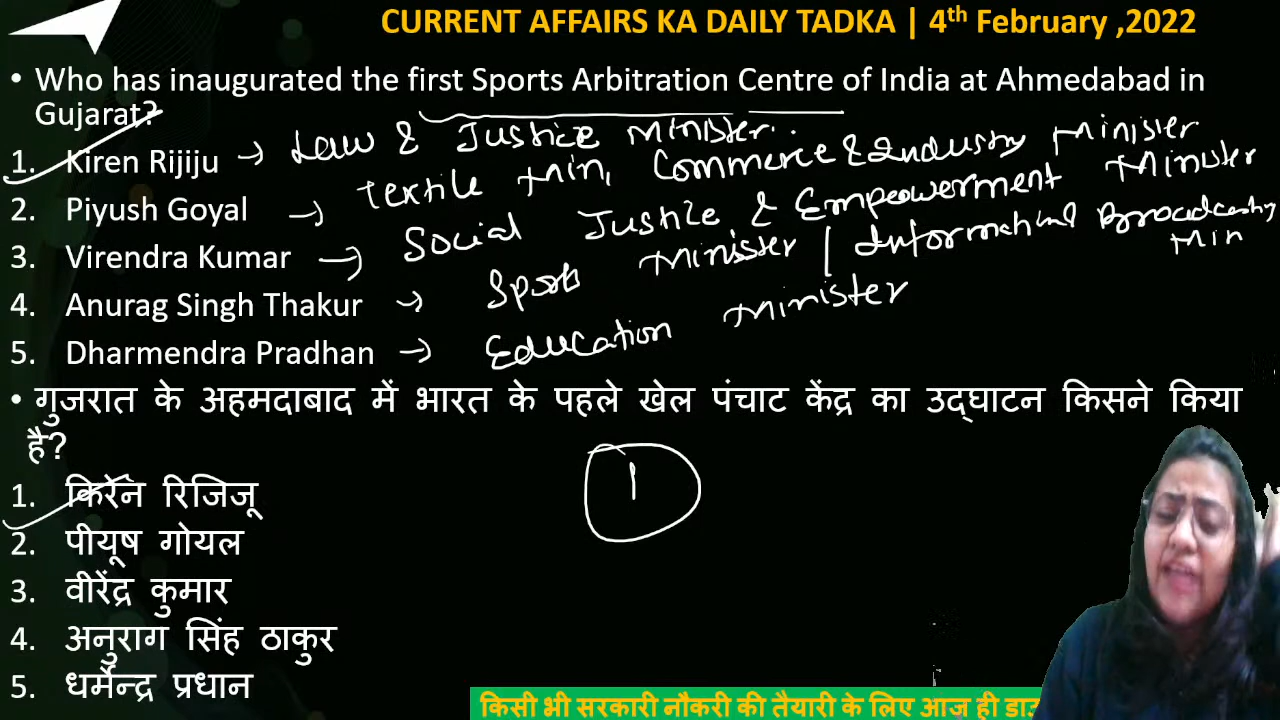 CURRENT AFFAIRS KA DAILY TADKA | 4th February ,2022
• Who has inaugurated the first Sports Arbitration Centre of India at Ahmedabad in
Gujarat?
1. Kiren Rijiju → Law & Justice Minister..
2. Piyush Goyal → Textile Min, Commerce & Industry Minister
3. Virendra Kumar → Social Justice & Empowerment Minister
4. Anurag Singh Thakur → Sports Minister | Information and Broadcasting Min
5. Dharmendra Pradhan → Education Minister
• गुजरात के अहमदाबाद में भारत के पहले खेल पंचाट केंद्र का उद्घाटन किसने किया
है?
1. किरेन रिजिजू
1
2. पीयूष गोयल
3. वीरेंद्र कुमार
4. अनुराग सिंह ठाकुर
5. धर्मेन्द्र प्रधान
किसी भी सरकारी नौकरी की तैयारी के लिए आज ही